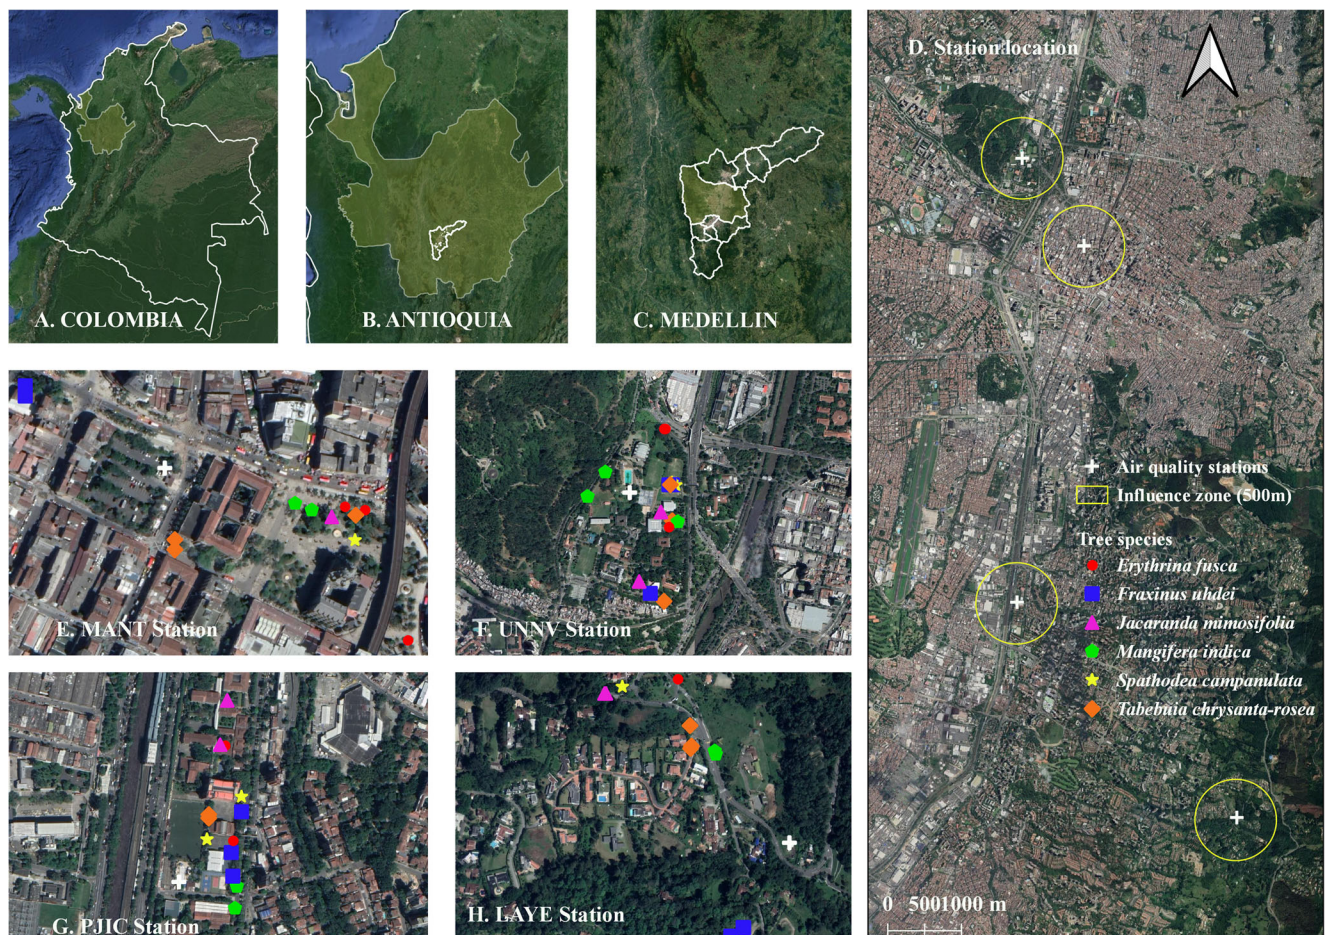 A. COLOMBIA
B. ANTIOQUIA
C. MEDELLIN
D. Station location
Air quality stations
Influence zone (500m)
Tree species
Erythrina fusca
Fraxinus uhdei
Jacaranda mimosifolia
Mangifera indica
Spathodea campanulata
Tabebuia chrysanta-rosea
0 5001000 m
E. MANT Station
F. UNNV Station
G. PJIC Station
H. LAYE Station